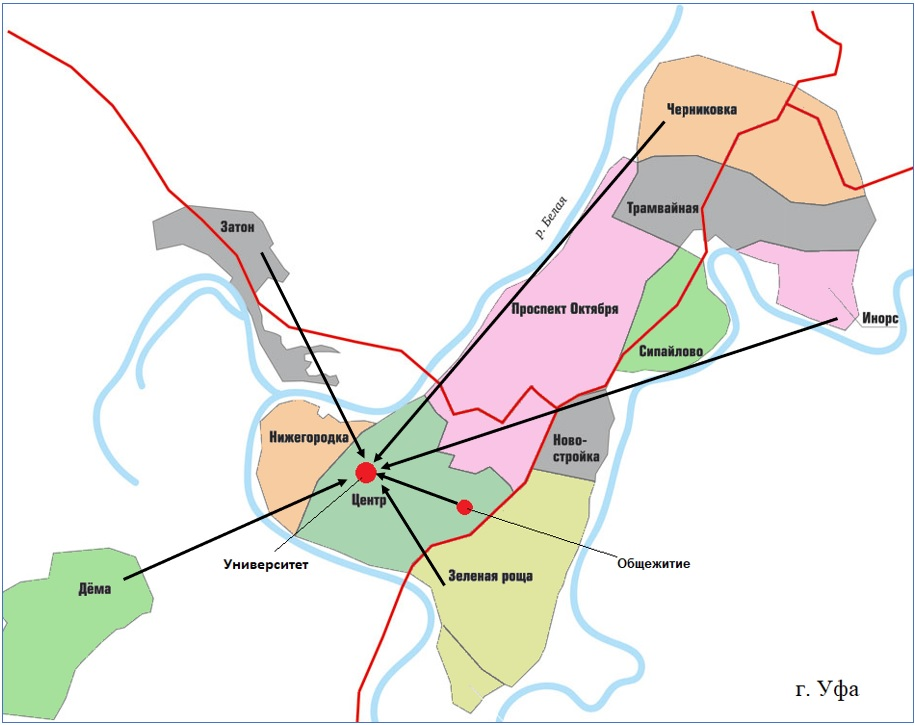 Черниковка
Трамвайная
р. Белая
Затон
Проспект Октября
Инорс
Сипайлово
Нижегородка
Ново-
стройка
Центр
Университет
Общежитие
Зеленая роща
Дёма
г. Уфа